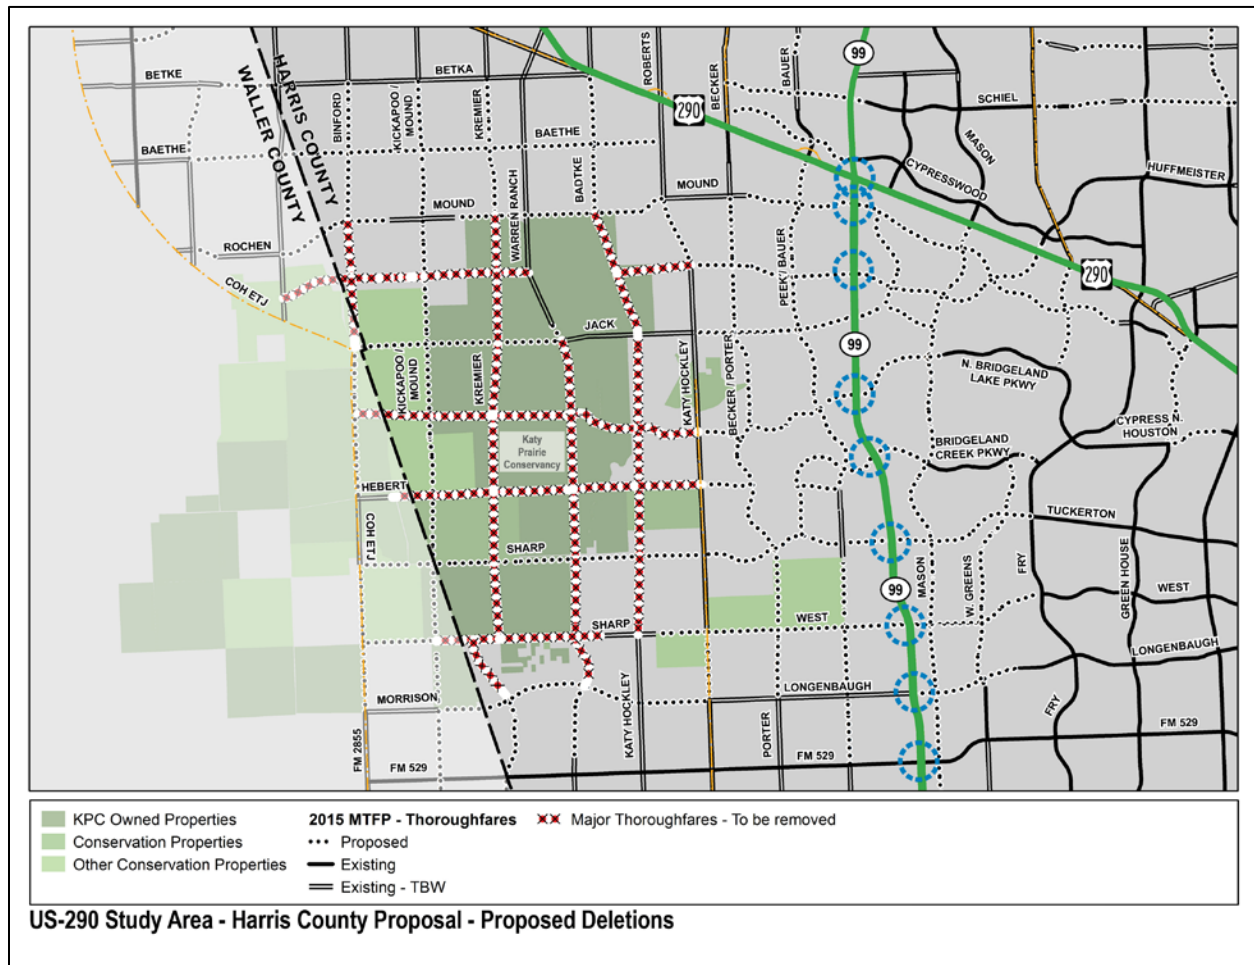 ROBERTS
BECKER
BAUER
99
BETKE
BETKA
HARRIS COUNTY
WALLER COUNTY
BINFORD
KICKAPOO /
MOUND
KREMIER
290
SCHIEL
MASON
BAETHE
BAETHE
BADTKE
WARREN RANCH
CYPRESSWOOD
HUFFMEISTER
MOUND
MOUND
ROCHEN
COH ETJ
PEEK / BAUER
290
JACK
99
KICKAPOO /
MOUND
KREMIER
KATY HOCKLEY
BECKER / PORTER
N. BRIDGELAND
LAKE PKWY
CYPRESS N.
HOUSTON
Katy
Prairie
Conservancy
BRIDGELAND
CREEK PKWY
HEBERT
COH ETJ
TUCKERTON
SHARP
FRY
GREEN HOUSE
MASON
W. GREENS
99
WEST
SHARP
WEST
LONGENBAUGH
MORRISON
LONGENBAUGH
FM 2855
KATY HOCKLEY
PORTER
FRY
FM 529
FM 529
FM 529
KPC Owned Properties
Conservation Properties
Other Conservation Properties
2015 MTFP - Thoroughfares
Proposed
Existing
Existing - TBW
Major Thoroughfares - To be removed
US-290 Study Area - Harris County Proposal - Proposed Deletions